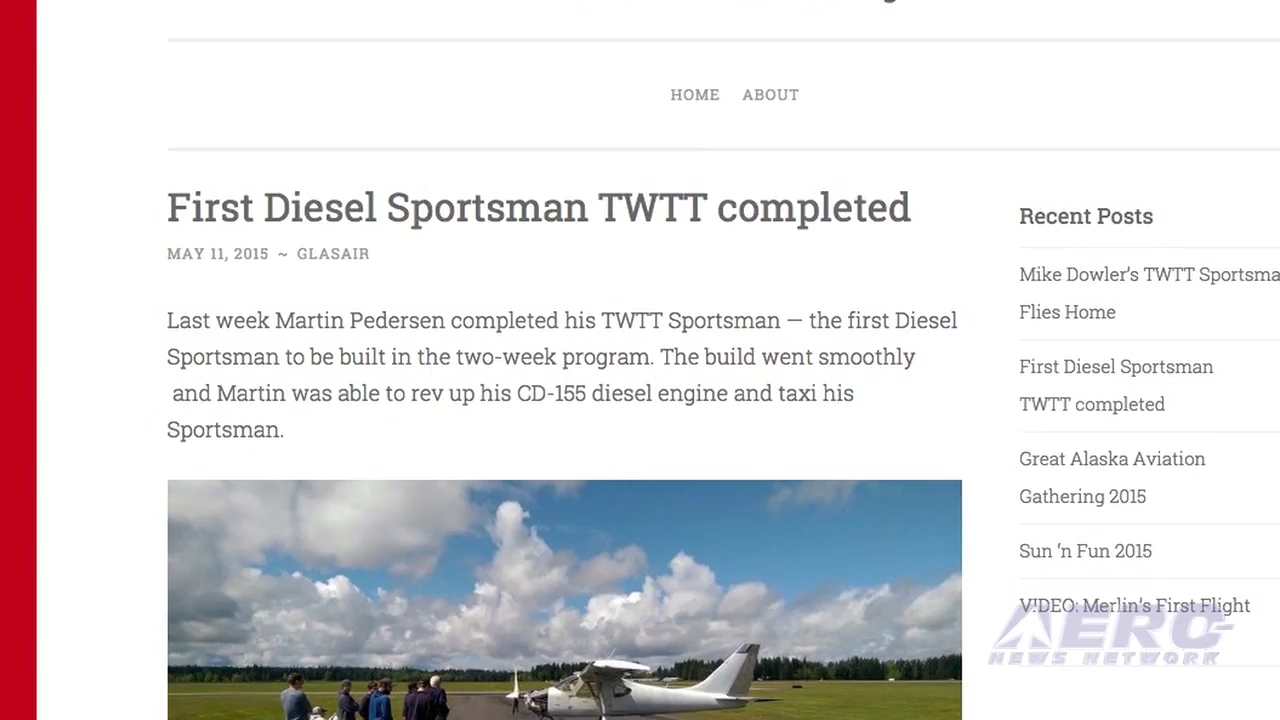 HOME ABOUT
First Diesel Sportsman TWTT completed
MAY 11, 2015 ~ GLASAIR
Last week Martin Pedersen completed his TWTT Sportsman — the first Diesel
Sportsman to be built in the two-week program. The build went smoothly
and Martin was able to rev up his CD-155 diesel engine and taxi his
Sportsman.
Recent Posts
Mike Dowler's TWTT Sportsma
Flies Home
First Diesel Sportsman
TWTT completed
Great Alaska Aviation
Gathering 2015
Sun 'n Fun 2015
VIDEO: Merlin's First Flight
AERO-
NEWS NETWORK